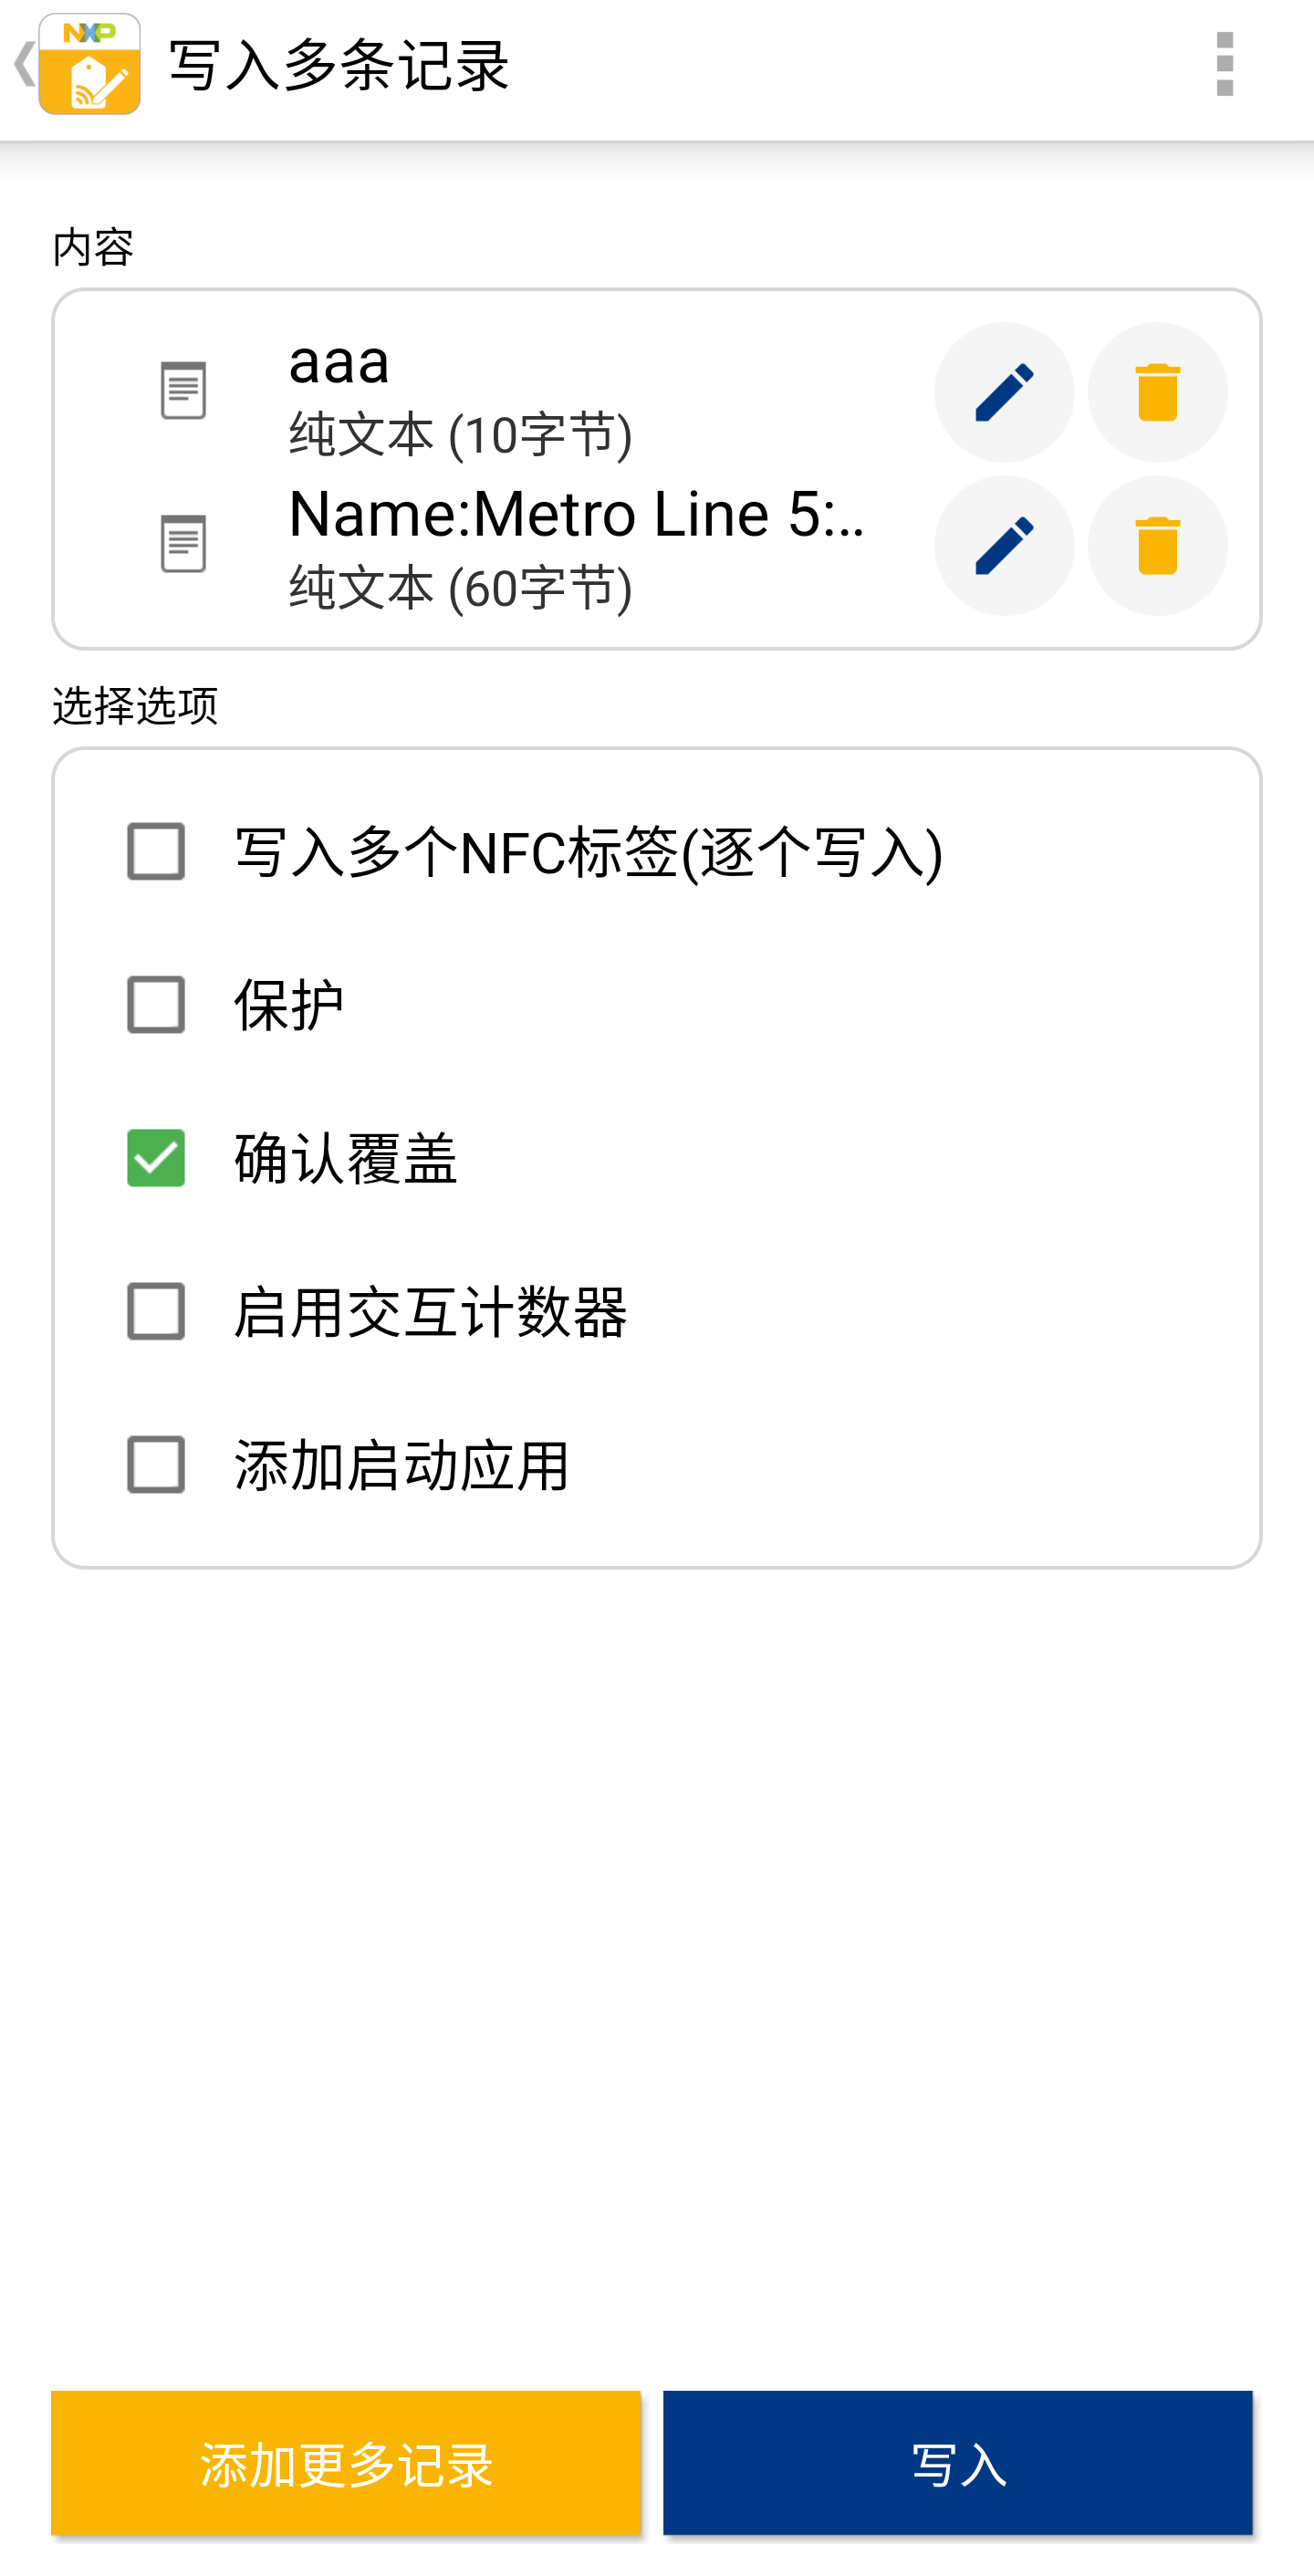 NXP
写入多条记录
内容
aaa
纯文本 (10字节)
Name:Metro Line 5:..
纯文本 (60字节)
选择选项
写入多个NFC标签(逐个写入)
保护
确认覆盖
启用交互计数器
添加启动应用
添加更多记录
写入